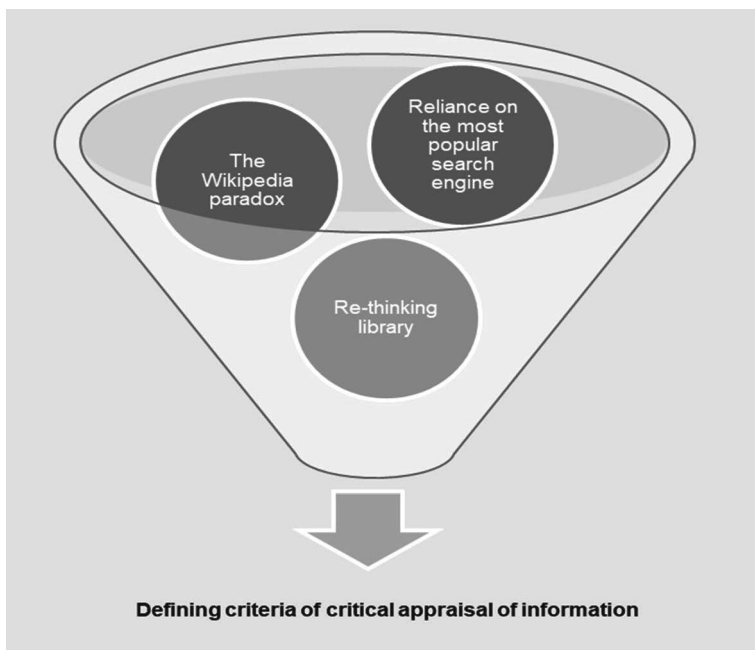 Reliance on
the most
popular
search
engine
The
Wikipedia
paradox
Re-thinking
library
Defining criteria of critical appraisal of information